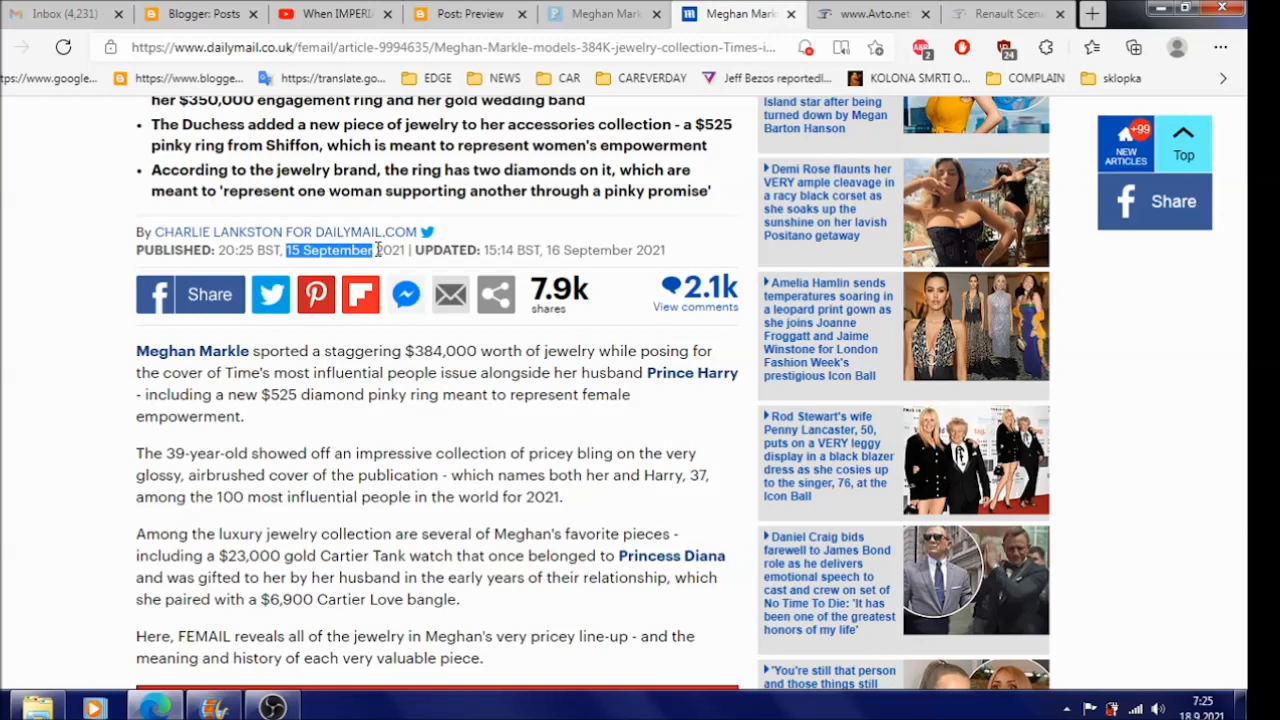 Inbox (4,231)
Blogger: Posts
When IMPERI
Post: Preview
Meghan Mark
Meghan Mark
www.Avto.net
Renault Scena
https://www.dailymail.co.uk/femail/article-9994635/Meghan-Markle-models-384K-jewelry-collection-Times-i...
2
24
tps://www.google...
https://www.blogge...
https://translate.go...
EDGE
NEWS
CAR
CAREVERDAY
Jeff Bezos reportedl...
KOLONA SMRTI O...
COMPLAIN
sklopka
her $350,000 engagement ring and her gold wedding band
• The Duchess added a new piece of jewelry to her accessories collection - a $525
pinky ring from Shiffon, which is meant to represent women's empowerment
• According to the jewelry brand, the ring has two diamonds on it, which are
meant to 'represent one woman supporting another through a pinky promise'
By CHARLIE LANKSTON FOR DAILYMAIL.COM
PUBLISHED: 20:25 BST, 15 September 2021 | UPDATED: 15:14 BST, 16 September 2021
Share
7.9k
shares
2.1k
View comments
Meghan Markle sported a staggering $384,000 worth of jewelry while posing for
the cover of Time's most influential people issue alongside her husband Prince Harry
- including a new $525 diamond pinky ring meant to represent female
empowerment.
The 39-year-old showed off an impressive collection of pricey bling on the very
glossy, airbrushed cover of the publication - which names both her and Harry, 37,
among the 100 most influential people in the world for 2021.
Among the luxury jewelry collection are several of Meghan's favorite pieces -
including a $23,000 gold Cartier Tank watch that once belonged to Princess Diana
and was gifted to her by her husband in the early years of their relationship, which
she paired with a $6,900 Cartier Love bangle.
Here, FEMAIL reveals all of the jewelry in Meghan's very pricey line-up - and the
meaning and history of each very valuable piece.
Island star after being
turned down by Megan
Barton Hanson
Demi Rose flaunts her
VERY ample cleavage in
a racy black corset as
she soaks up the
sunshine on her lavish
Positano getaway
Amelia Hamlin sends
temperatures soaring in
a leopard print gown as
she joins Joanne
Froggatt and Jaime
Winstone for London
Fashion Week's
prestigious Icon Ball
Rod Stewart's wife
Penny Lancaster, 50,
puts on a VERY leggy
display in a black blazer
dress as she cosies up
to the singer, 76, at the
Icon Ball
Daniel Craig bids
farewell to James Bond
role as he delivers
emotional speech to
cast and crew on set of
No Time To Die: 'It has
been one of the greatest
honors of my life'
'You're still that person
and those things still
+99
NEW
ARTICLES
Top
Share
7:25
18.9.2021